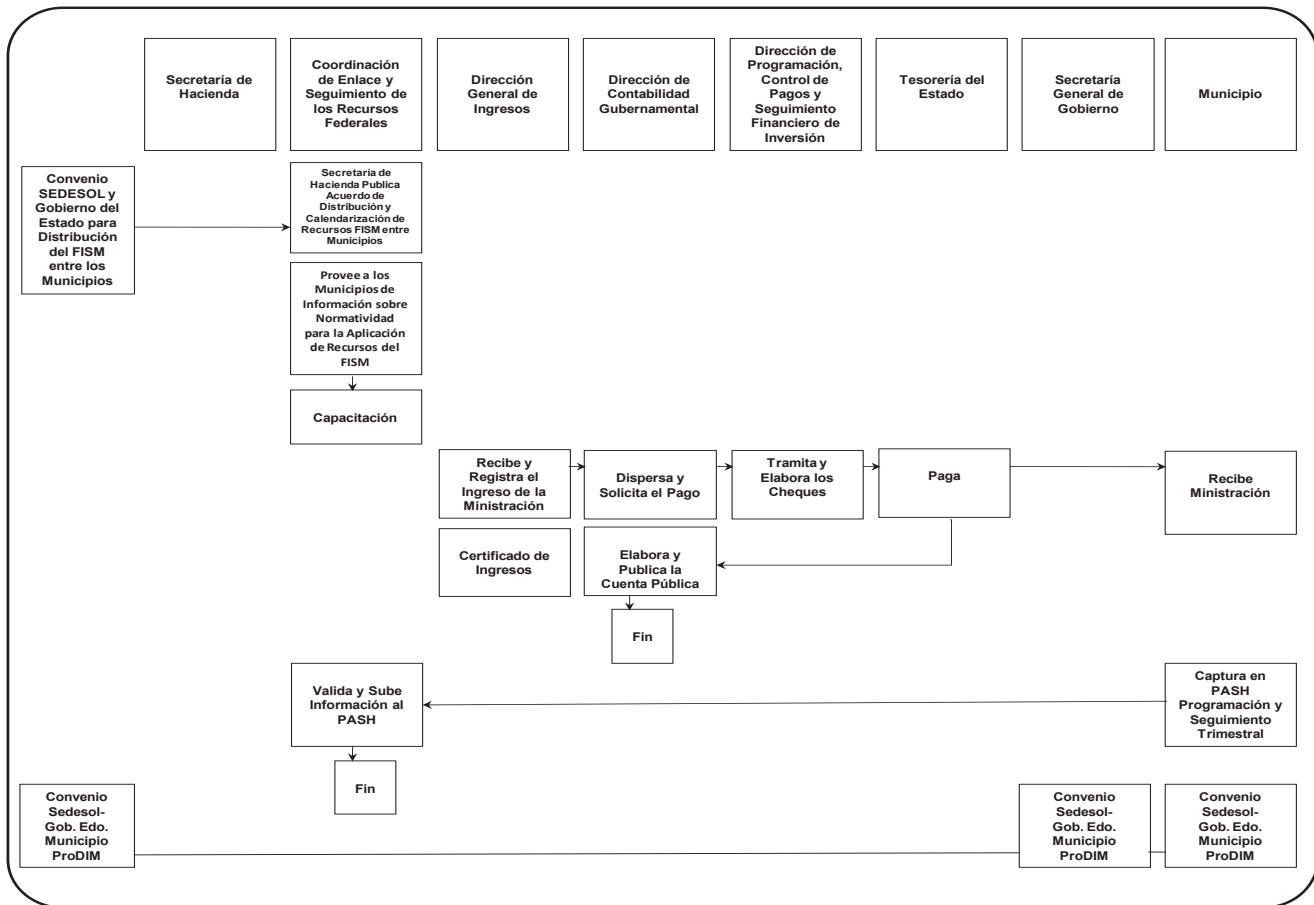 Secretaría de
Hacienda
Coordinación
de Enlace y
Seguimiento de
los Recursos
Federales
Dirección
General de
Ingresos
Dirección de
Contabilidad
Gubernamental
Dirección de
Programación,
Control de
Pagos y
Seguimiento
Financiero de
Inversión
Tesorería del
Estado
Secretaría
General de
Gobierno
Municipio
Convenio
SEDESOL y
Gobierno del
Estado para
Distribución
del FISM
entre los
Municipios
Secretaría de
Hacienda Publica
Acuerdo de
Distribución y
Calendarización de
Recursos FISM entre
Municipios
Provee a los
Municipios de
Información sobre
Normatividad
para la Aplicación
de Recursos del
FISM
Capacitación
Recibe y
Registra el
Ingreso de la
Ministración
Dispersa y
Solicita el Pago
Tramita y
Elabora los
Cheques
Paga
Recibe
Ministración
Certificado de
Ingresos
Elabora y
Publica la
Cuenta Pública
Fin
Valida y Sube
Información al
PASH
Captura en
PASH
Programación y
Seguimiento
Trimestral
Fin
Convenio
Sedesol-
Gob. Edo.
Municipio
ProDIM
Convenio
Sedesol-
Gob. Edo.
Municipio
ProDIM
Convenio
Sedesol-
Gob. Edo.
Municipio
ProDIM